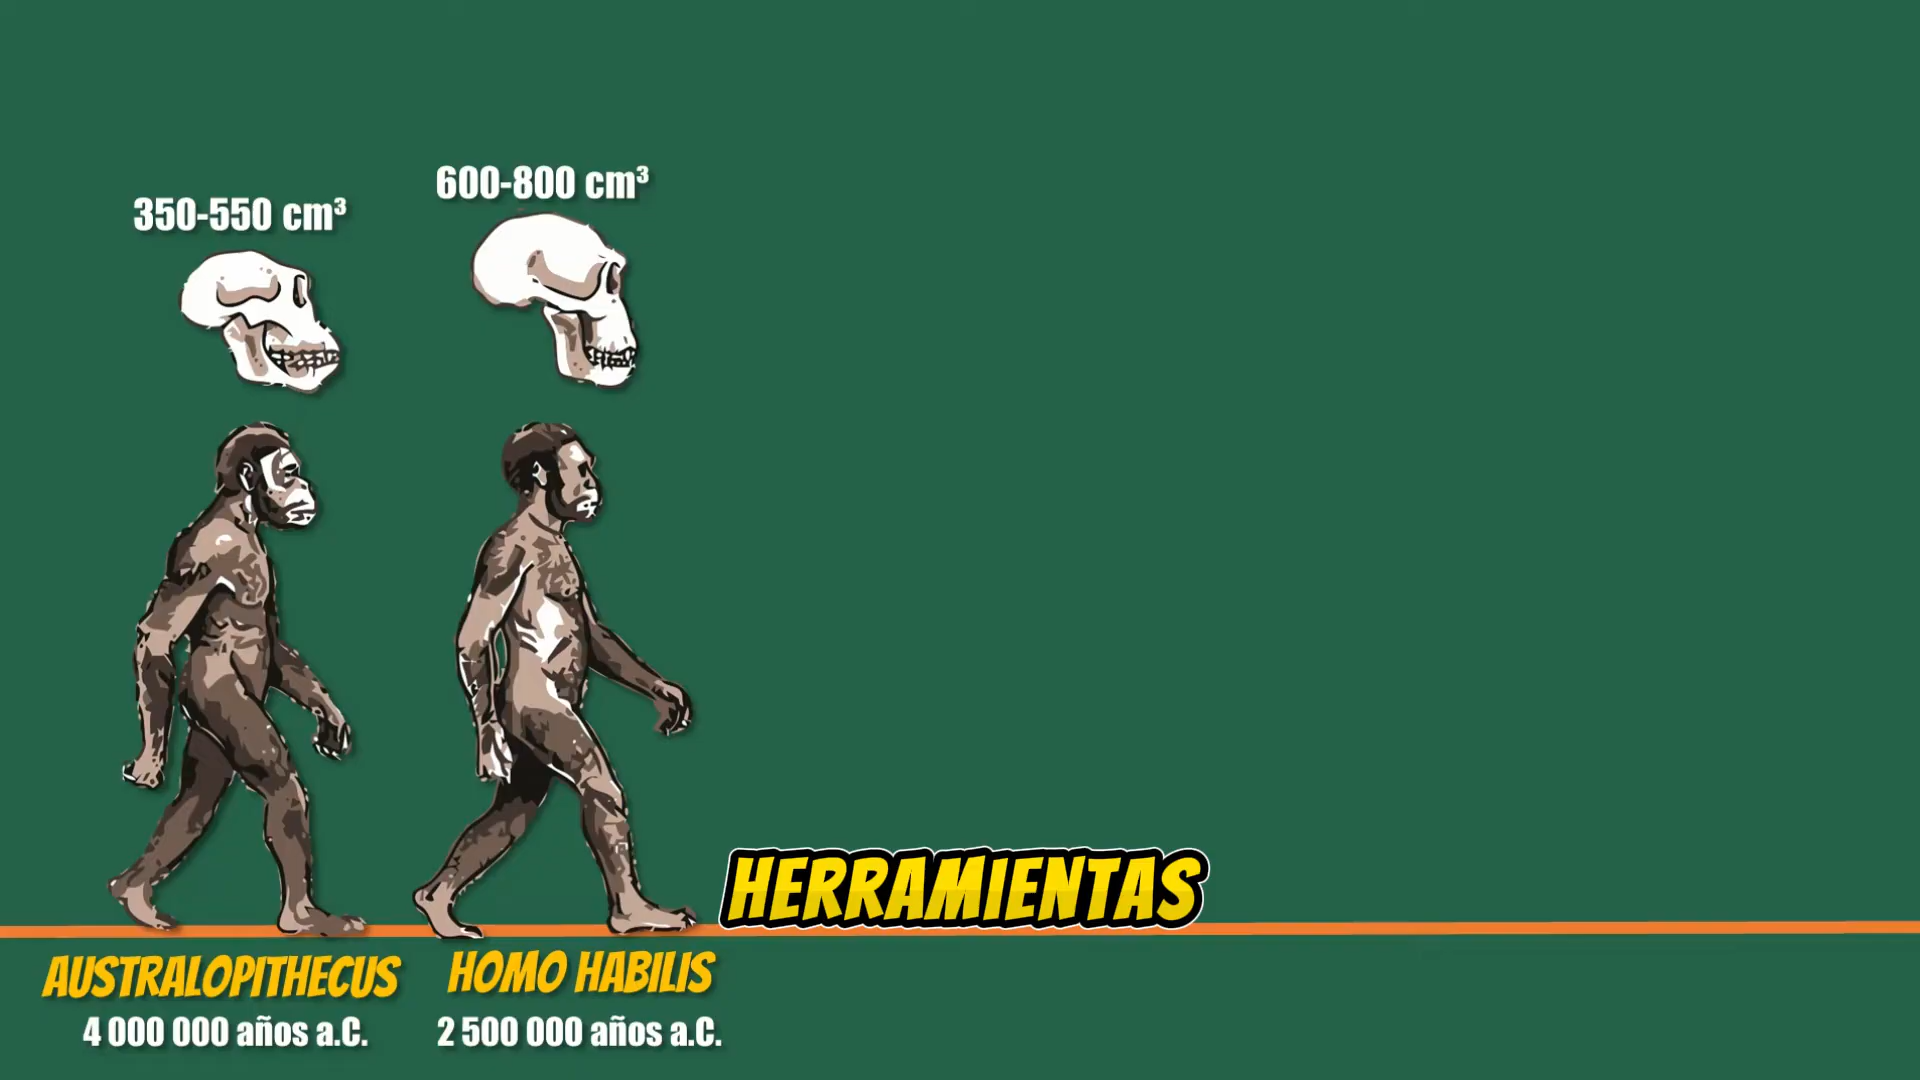 350-550 cm³
600-800 cm³
HERRAMIENTAS
AUSTRALOPITHECUS
4 000 000 años a.C.
HOMO HABILIS
2 500 000 años a.C.